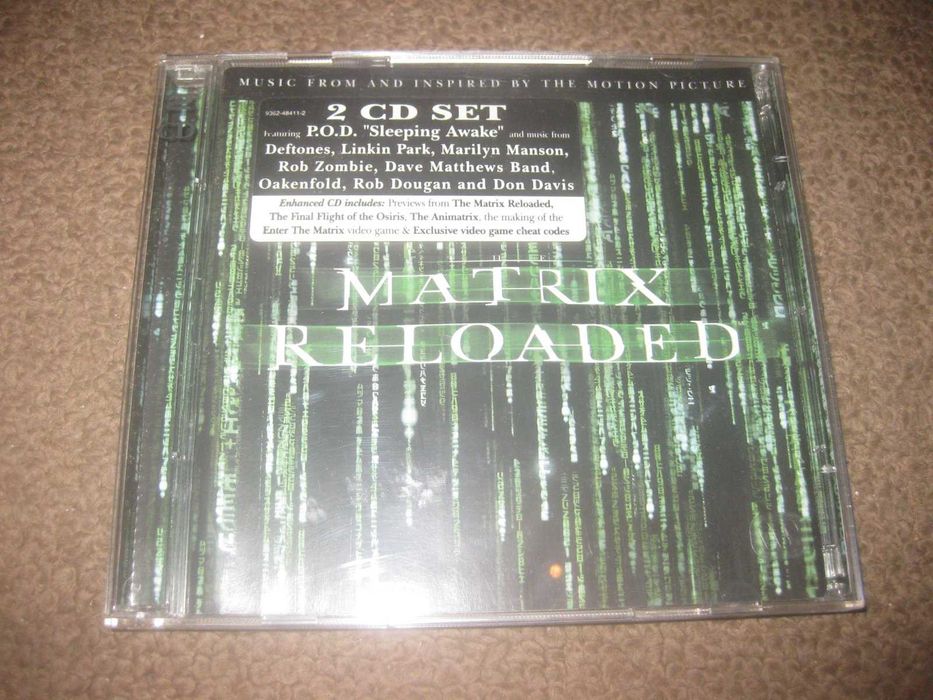 MUSIC FROM AND INSPIRED BY THE MOTION PICTURE
9362-48411-2
2 CD SET
Featuring P.O.D. "Sleeping Awake" and music from
Deftones, Linkin Park, Marilyn Manson,
Rob Zombie, Dave Matthews Band,
Oakenfold, Rob Dougan and Don Davis
Enhanced CD includes: Previews from The Matrix Reloaded,
The Final Flight of the Osiris, The Animatrix, the making of the
Enter The Matrix video game & Exclusive video game cheat codes
THE
MATRIX
RELOADED
CD